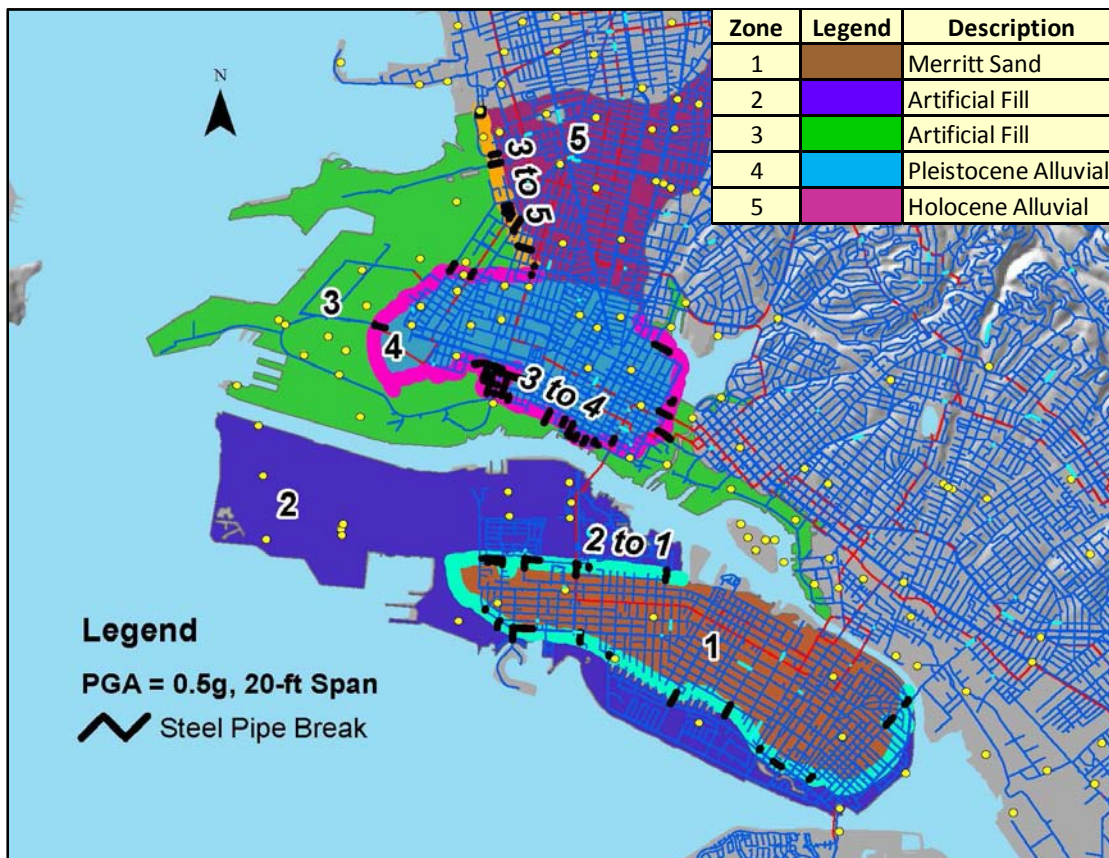 Zone Legend Description
1 Merritt Sand
2 Artificial Fill
3 Artificial Fill
4 Pleistocene Alluvial
5 Holocene Alluvial
N
5
3 to 5
3
4
3 to 4
2
2 to 1
1
Legend
PGA = 0.5g, 20-ft Span
Steel Pipe Break